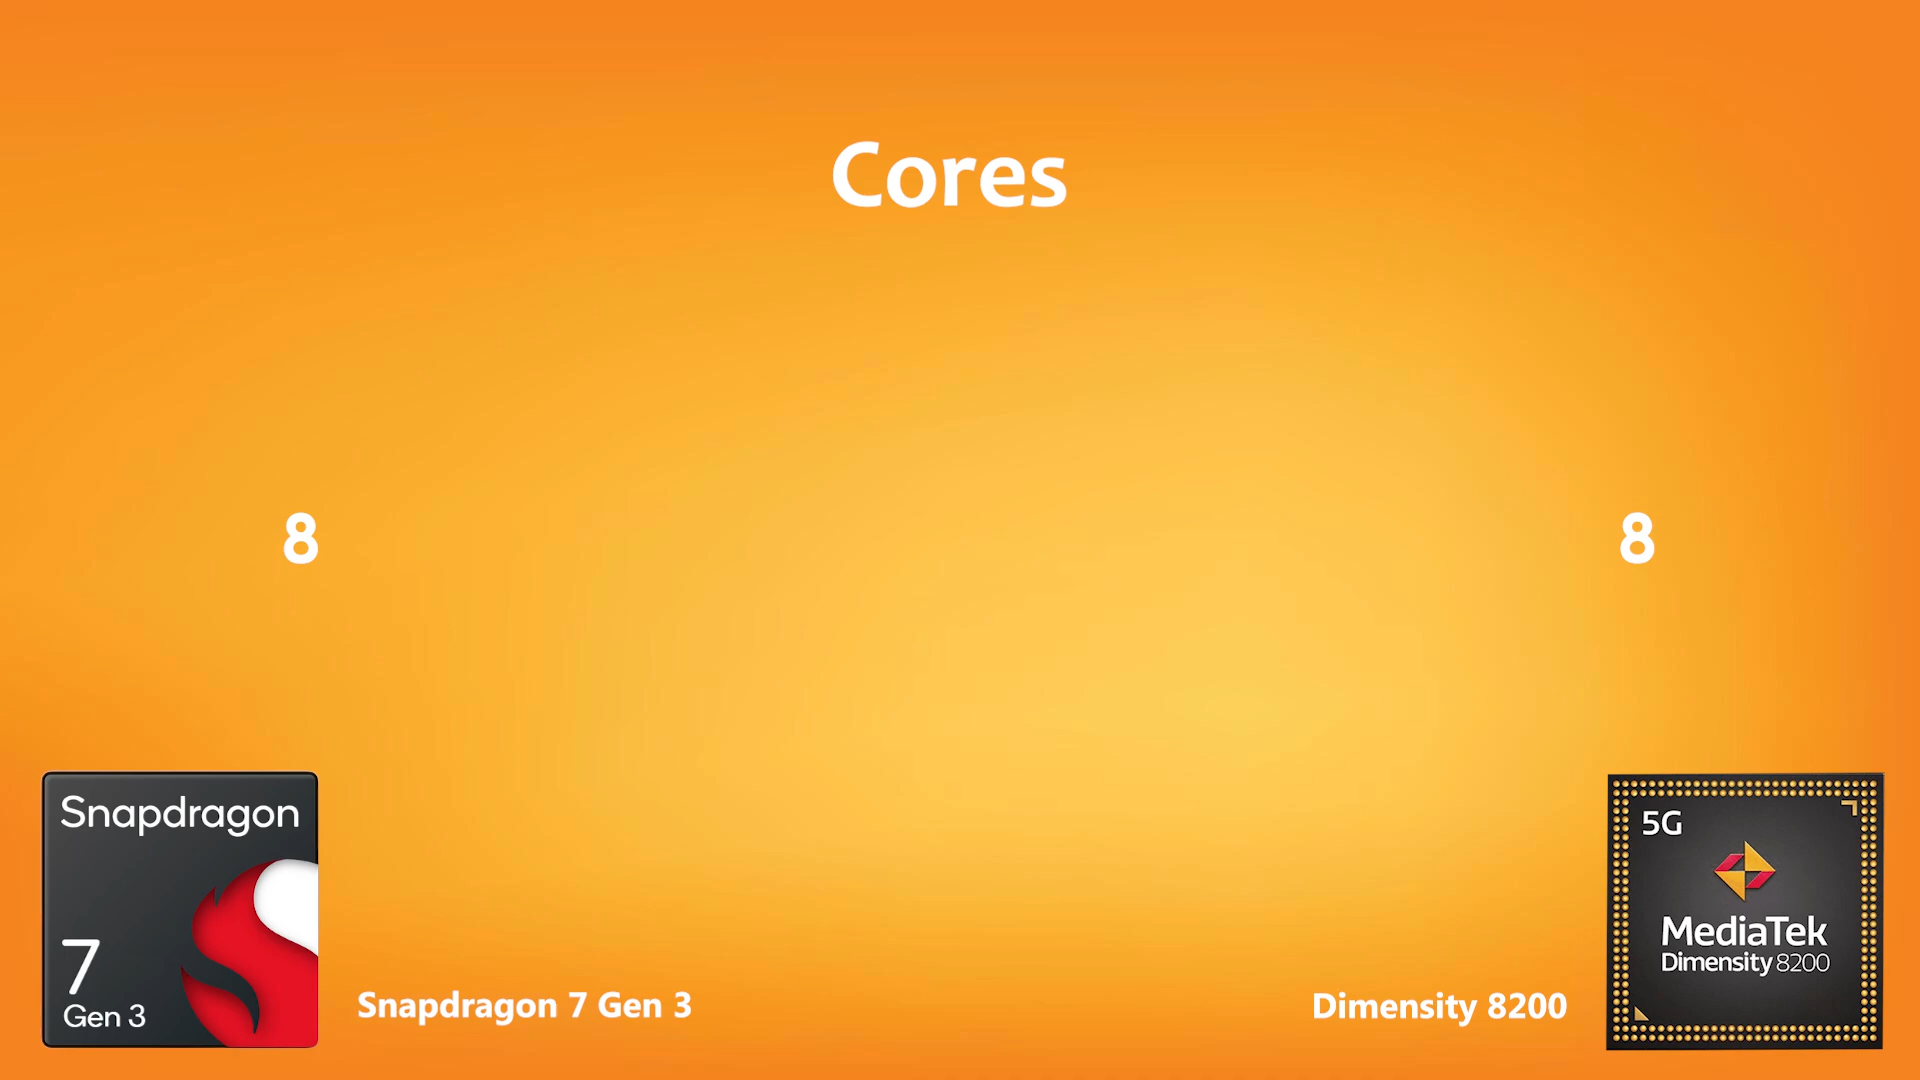 Cores
8
8
Snapdragon
7
Gen 3
Snapdragon 7 Gen 3
Dimensity 8200
5G
MediaTek
Dimensity 8200